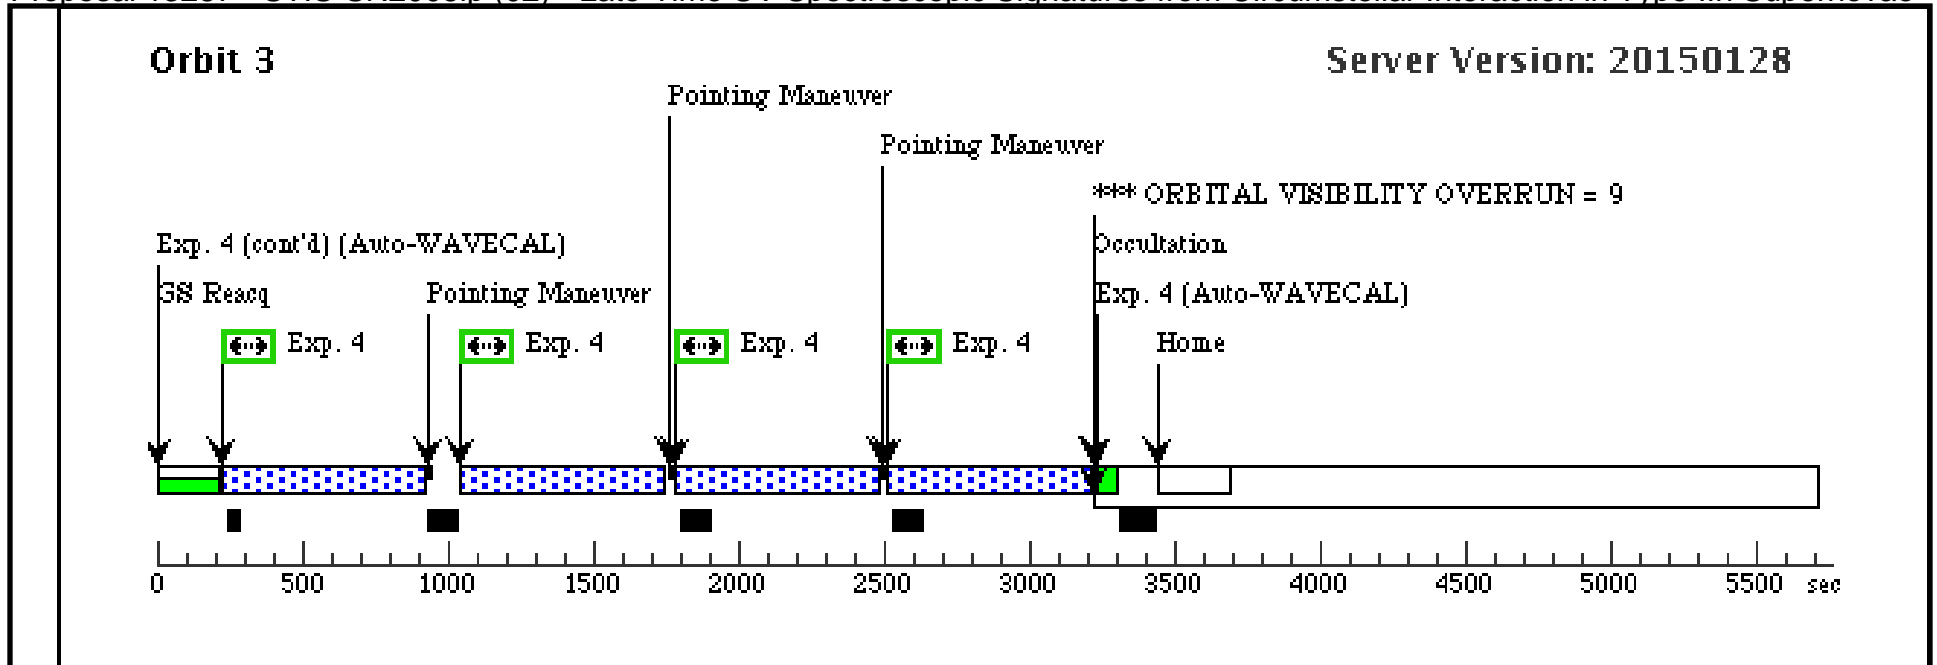 Orbit 3
Server Version: 20150128
Pointing Maneuver
Pointing Maneuver
*** ORBITAL VISIBILITY OVERRUN = 9
Exp. 4 (cont'd) (Auto-WAVECAL)
Occultation
GS Reacq
Pointing Maneuver
Exp. 4 (Auto-WAVECAL)
Exp. 4
Exp. 4
Exp. 4
Exp. 4
Home
0 500 1000 1500 2000 2500 3000 3500 4000 4500 5000 5500 sec